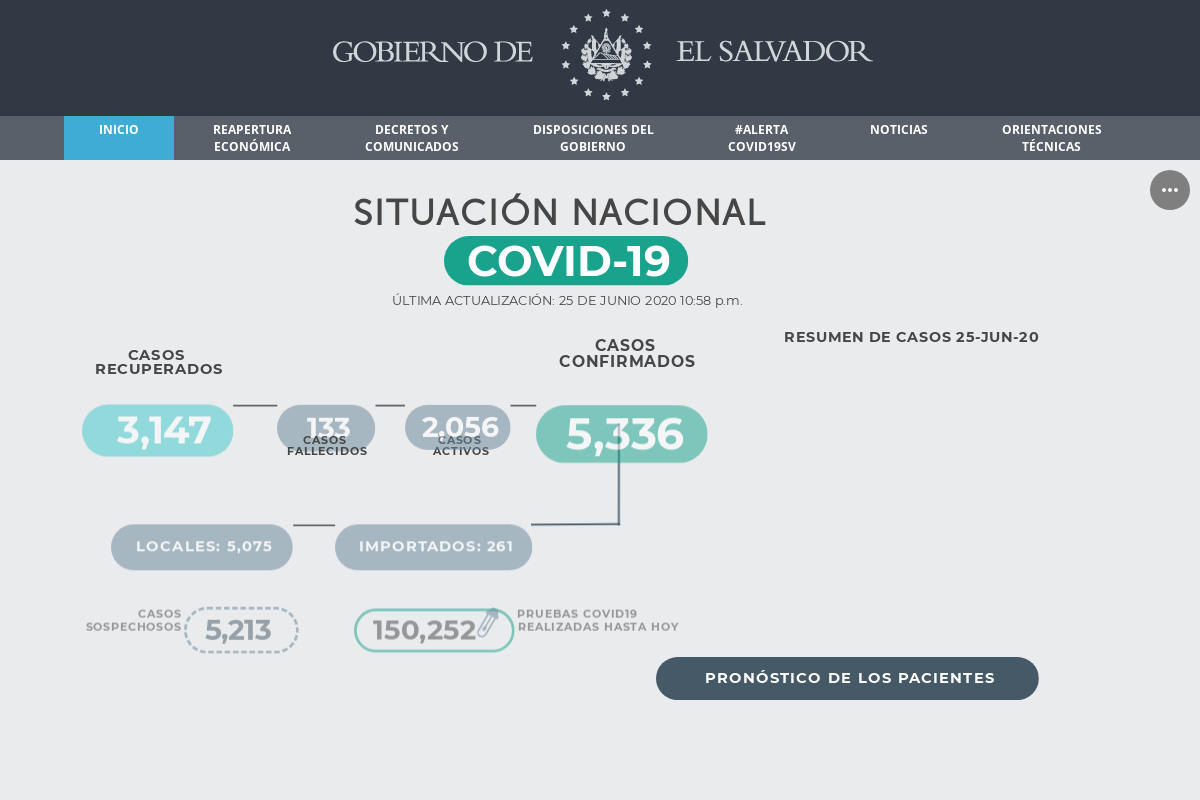 GOBIERNO DE EL SALVADOR
INICIO
REAPERTURA
ECONÓMICA
DECRETOS Y
COMUNICADOS
DISPOSICIONES DEL
GOBIERNO
#ALERTA
COVID19SV
NOTICIAS
ORIENTACIONES
TÉCNICAS
SITUACIÓN NACIONAL
COVID-19
ÚLTIMA ACTUALIZACIÓN: 25 DE JUNIO 2020 10:58 p.m.
RESUMEN DE CASOS 25-JUN-20
CASOS
RECUPERADOS
3,147
133
CASOS
FALLECIDOS
2,056
CASOS
ACTIVOS
CASOS
CONFIRMADOS
5,336
LOCALES: 5,075
IMPORTADOS: 261
CASOS
SOSPECHOSOS
5,213
150,252
PRUEBAS COVID19
REALIZADAS HASTA HOY
PRONÓSTICO DE LOS PACIENTES